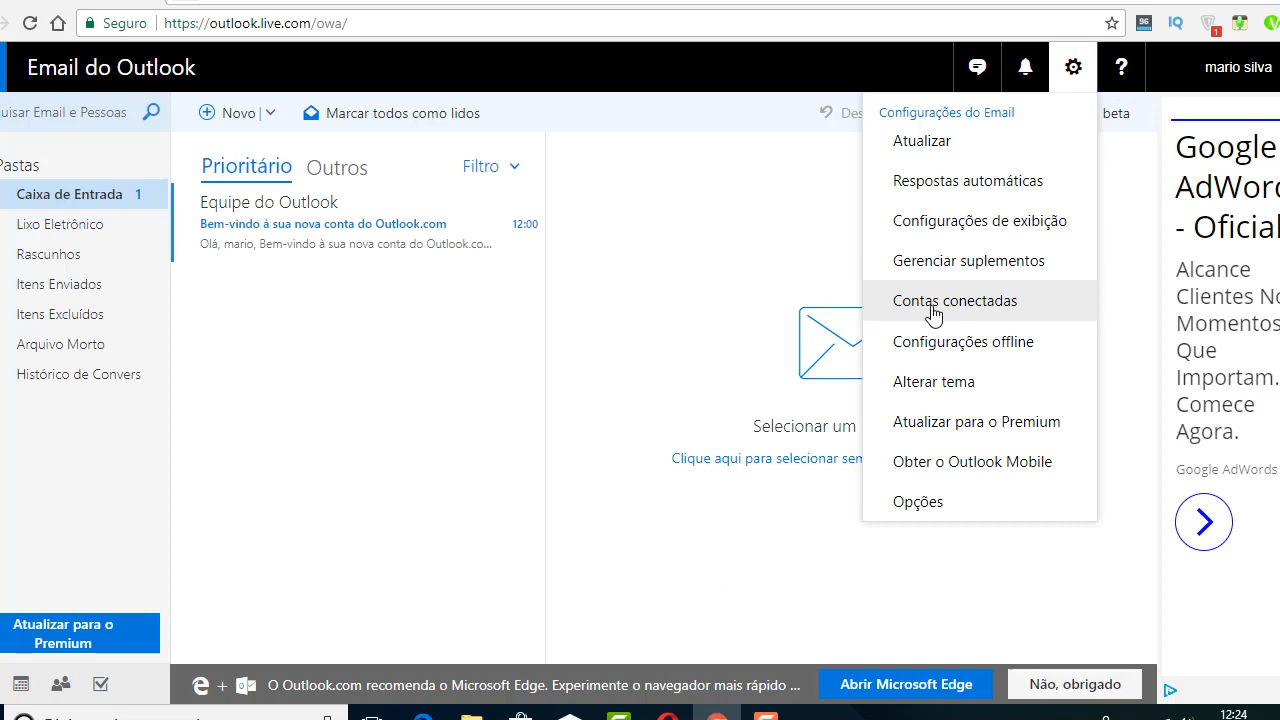 Seguro https://outlook.live.com/owa/
96
IQ
1
Email do Outlook
mario silva
Email e Pessoas
Novo
Marcar todos como lidos
beta
Configurações do Email
Atualizar
Respostas automáticas
Configurações de exibição
Gerenciar suplementos
Contas conectadas
Configurações offline
Alterar tema
Atualizar para o Premium
Obter o Outlook Mobile
Opções
Caixa de Entrada 1
Lixo Eletrônico
Rascunhos
Itens Enviados
Itens Excluídos
Arquivo Morto
Histórico de Convers
Prioritário
Outros
Filtro
Equipe do Outlook
Bem-vindo à sua nova conta do Outlook.com 12:00
Olá, mario, Bem-vindo à sua nova conta do Outlook.co...
Selecionar um
Clique aqui para selecionar sem
Google
AdWords
- Oficial
Alcance
Clientes No
Momentos
Que
Importam.
Comece
Agora.
Google AdWords
Atualizar para o
Premium
O Outlook.com recomenda o Microsoft Edge. Experimente o navegador mais rápido ...
Abrir Microsoft Edge
Não, obrigado
12:24